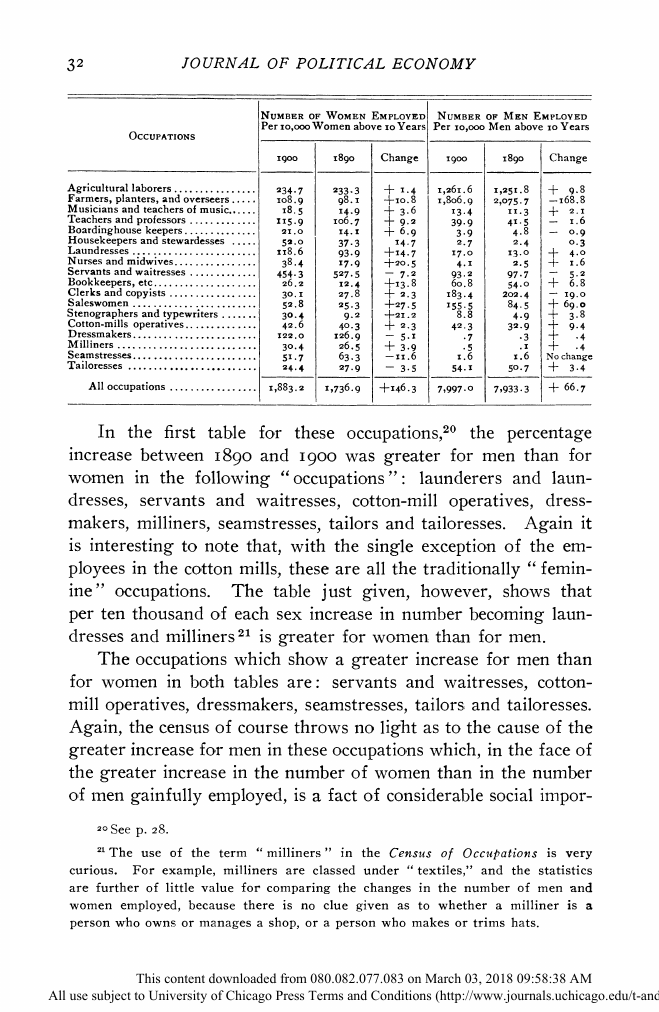 32 JOURNAL OF POLITICAL ECONOMY
OCCUPATIONS | NUMBER OF WOMEN EMPLOYED Per 10,000 Women above 10 Years | NUMBER OF MEN EMPLOYED Per 10,000 Men above 10 Years
1900 | 1890 | Change | 1900 | 1890 | Change
Agricultural laborers ............... 234.7 | 233.3 | + 1.4 | 1,261.6 | 1,251.8 | + 9.8
Farmers, planters, and overseers ..... 108.9 | 98.1 | +10.8 | 1,806.9 | 2,075.7 | −168.8
Musicians and teachers of music...... 18.5 | 14.9 | + 3.6 | 13.4 | 11.3 | + 2.1
Teachers and professors ............. 115.9 | 106.7 | + 9.2 | 39.9 | 41.5 | − 1.6
Boardinghouse keepers.............. 21.0 | 14.1 | + 6.9 | 3.9 | 4.8 | − 0.9
Housekeepers and stewardesses ..... 52.0 | 37.3 | 14.7 | 2.7 | 2.4 | 0.3
Laundresses ........................ 118.6 | 93.9 | +14.7 | 17.0 | 13.0 | + 4.0
Nurses and midwives................ 38.4 | 17.9 | +20.5 | 4.1 | 2.5 | + 1.6
Servants and waitresses ............. 454.3 | 527.5 | − 7.2 | 93.2 | 97.7 | − 5.2
Bookkeepers, etc.................... 26.2 | 12.4 | +13.8 | 60.8 | 54.0 | + 6.8
Clerks and copyists ................. 30.1 | 27.8 | + 2.3 | 183.4 | 202.4 | − 19.0
Saleswomen ........................ 52.8 | 25.3 | +27.5 | 155.5 | 84.5 | + 69.0
Stenographers and typewriters ....... 30.4 | 9.2 | +21.2 | 8.8 | 4.9 | + 3.8
Cotton-mills operatives.............. 42.6 | 40.3 | + 2.3 | 42.3 | 32.9 | + 9.4
Dressmakers........................ 122.0 | 126.9 | − 5.1 | .7 | .3 | + .4
Milliners ........................... 30.4 | 26.5 | + 3.9 | .5 | .1 | + .4
Seamstresses........................ 51.7 | 63.3 | −11.6 | 1.6 | 1.6 | No change
Tailoresses ......................... 24.4 | 27.9 | − 3.5 | 54.1 | 50.7 | + 3.4
All occupations ................. 1,883.2 | 1,736.9 | +146.3 | 7,997.0 | 7,933.3 | + 66.7
In the first table for these occupations,20 the percentage
increase between 1890 and 1900 was greater for men than for
women in the following "occupations": launderers and laun-
dresses, servants and waitresses, cotton-mill operatives, dress-
makers, milliners, seamstresses, tailors and tailoresses. Again it
is interesting to note that, with the single exception of the em-
ployees in the cotton mills, these are all the traditionally "femin-
ine" occupations. The table just given, however, shows that
per ten thousand of each sex increase in number becoming laun-
dresses and milliners21 is greater for women than for men.
The occupations which show a greater increase for men than
for women in both tables are: servants and waitresses, cotton-
mill operatives, dressmakers, seamstresses, tailors and tailoresses.
Again, the census of course throws no light as to the cause of the
greater increase for men in these occupations which, in the face of
the greater increase in the number of women than in the number
of men gainfully employed, is a fact of considerable social impor-
20 See p. 28.
21 The use of the term "milliners" in the Census of Occupations is very
curious. For example, milliners are classed under "textiles," and the statistics
are further of little value for comparing the changes in the number of men and
women employed, because there is no clue given as to whether a milliner is a
person who owns or manages a shop, or a person who makes or trims hats.
This content downloaded from 080.082.077.083 on March 03, 2018 09:58:38 AM
All use subject to University of Chicago Press Terms and Conditions (http://www.journals.uchicago.edu/t-and